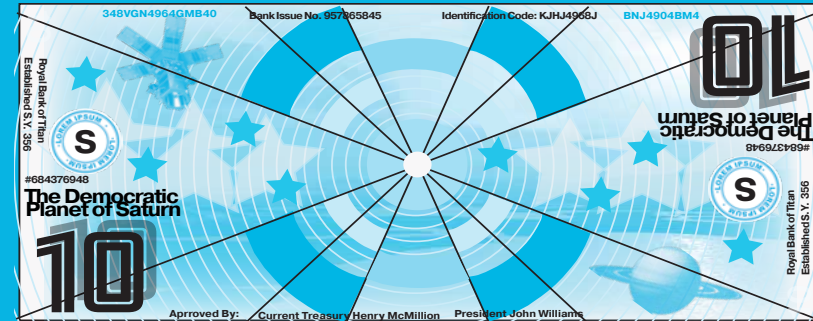 348VGN4964GMB40
Bank Issue No. 957865845
Identification Code: KJHJ4968J
BNJ4904BM4
Royal Bank of Titan
Established S.Y. 356
LOREM IPSUM
S
LOREM IPSUM
#684376948
The Democratic
Planet of Saturn
10
10
The Democratic
Planet of Saturn
#684376948
LOREM IPSUM
S
LOREM IPSUM
Royal Bank of Titan
Established S.Y. 356
Aprroved By:
Current Treasury Henry McMillion
President John Williams